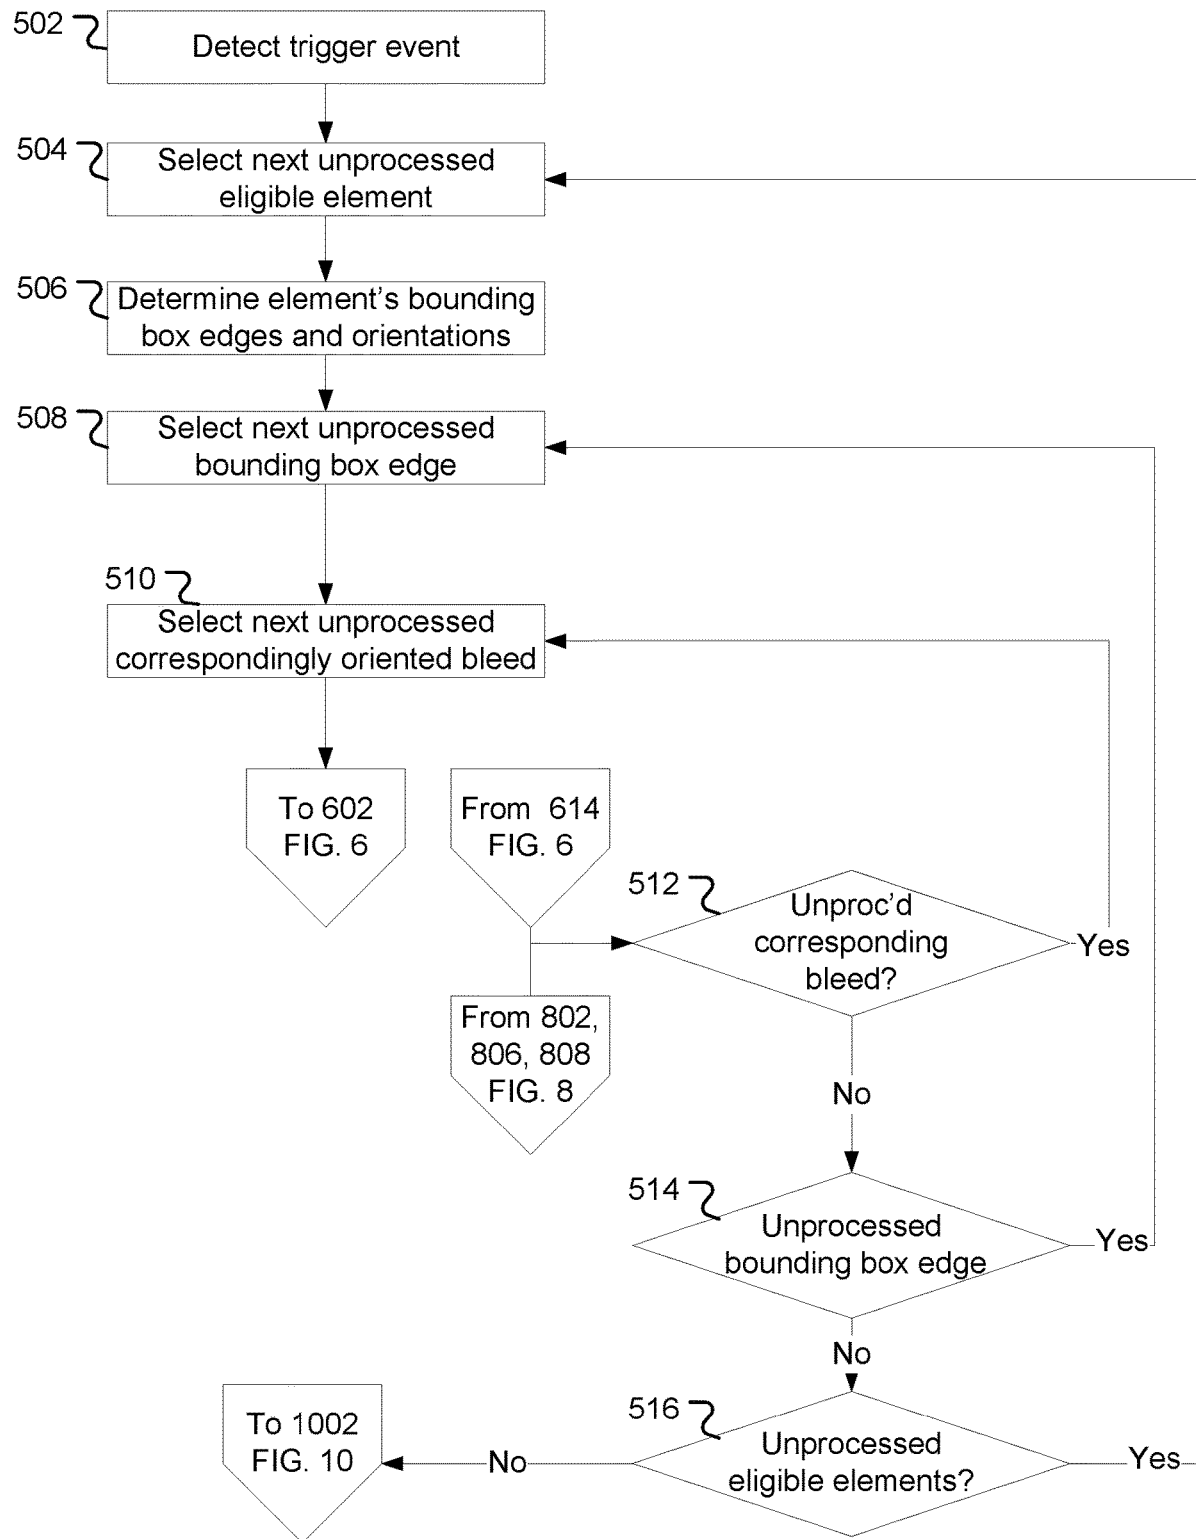 502
Detect trigger event
504
Select next unprocessed
eligible element
506
Determine element's bounding
box edges and orientations
508
Select next unprocessed
bounding box edge
510
Select next unprocessed
correspondingly oriented bleed
To 602
FIG. 6
From 614
FIG. 6
512
Unproc'd
corresponding
bleed?
Yes
From 802,
806, 808
FIG. 8
No
514
Unprocessed
bounding box edge
Yes
No
516
Unprocessed
eligible elements?
Yes
No
To 1002
FIG. 10